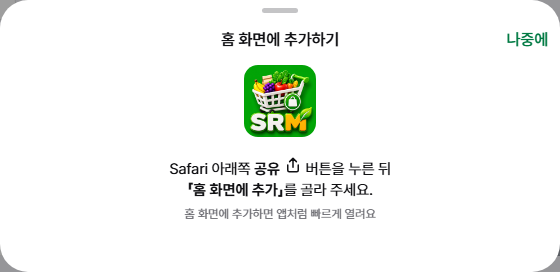 홈 화면에 추가하기
나중에
SRM
Safari 아래쪽 공유 버튼을 누른 뒤
「홈 화면에 추가」를 골라 주세요.
홈 화면에 추가하면 앱처럼 빠르게 열려요